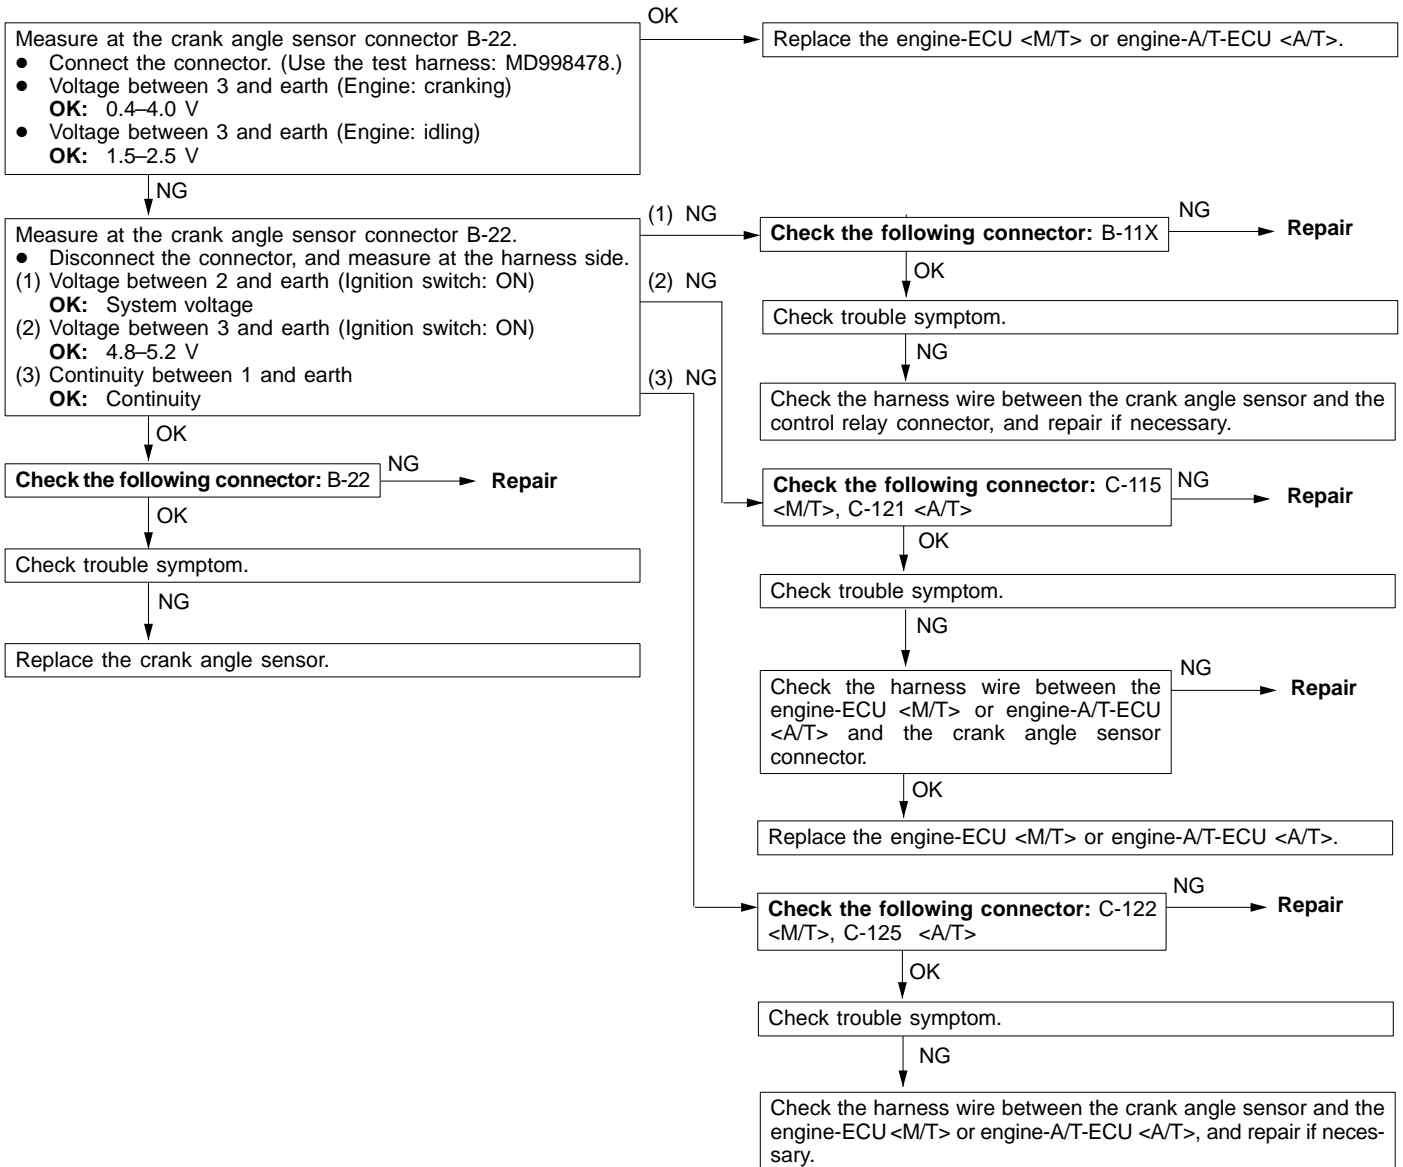 OK
Measure at the crank angle sensor connector B-22.
● Connect the connector. (Use the test harness: MD998478.)
● Voltage between 3 and earth (Engine: cranking)
OK: 0.4–4.0 V
● Voltage between 3 and earth (Engine: idling)
OK: 1.5–2.5 V
Replace the engine-ECU <M/T> or engine-A/T-ECU <A/T>.
NG
Measure at the crank angle sensor connector B-22.
● Disconnect the connector, and measure at the harness side.
(1) Voltage between 2 and earth (Ignition switch: ON)
OK: System voltage
(2) Voltage between 3 and earth (Ignition switch: ON)
OK: 4.8–5.2 V
(3) Continuity between 1 and earth
OK: Continuity
(1) NG
Check the following connector: B-11X
NG
Repair
OK
Check trouble symptom.
NG
Check the harness wire between the crank angle sensor and the
control relay connector, and repair if necessary.
(2) NG
Check the following connector: C-115
<M/T>, C-121 <A/T>
NG
Repair
OK
Check trouble symptom.
NG
Check the harness wire between the
engine-ECU <M/T> or engine-A/T-ECU
<A/T> and the crank angle sensor
connector.
NG
Repair
OK
Replace the engine-ECU <M/T> or engine-A/T-ECU <A/T>.
(3) NG
Check the following connector: C-122
<M/T>, C-125 <A/T>
NG
Repair
OK
Check trouble symptom.
NG
Check the harness wire between the crank angle sensor and the
engine-ECU <M/T> or engine-A/T-ECU <A/T>, and repair if neces-
sary.
OK
Check the following connector: B-22
NG
Repair
OK
Check trouble symptom.
NG
Replace the crank angle sensor.